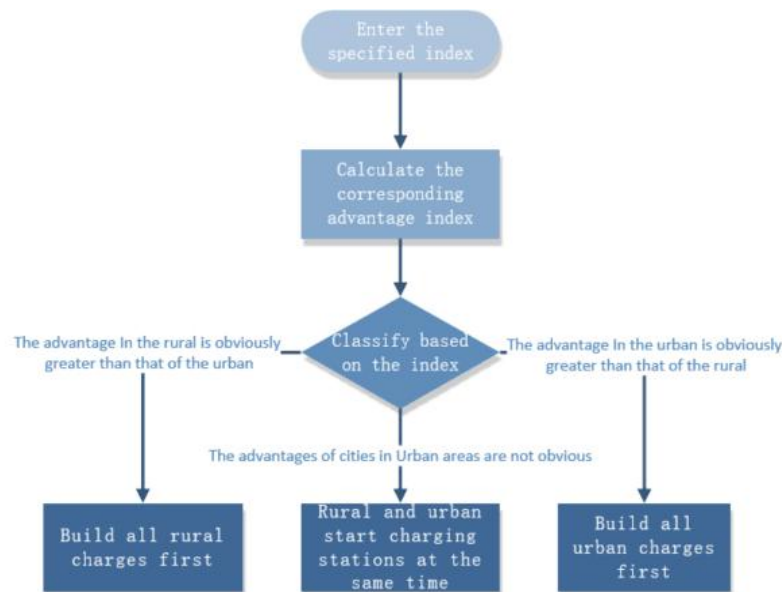 Enter the
specified index
Calculate the
corresponding
advantage index
Classify based
on the index
The advantage In the rural is obviously
greater than that of the urban
The advantage In the urban is obviously
greater than that of the rural
The advantages of cities in Urban areas are not obvious
Build all rural
charges first
Rural and urban
start charging
stations at the
same time
Build all
urban charges
first